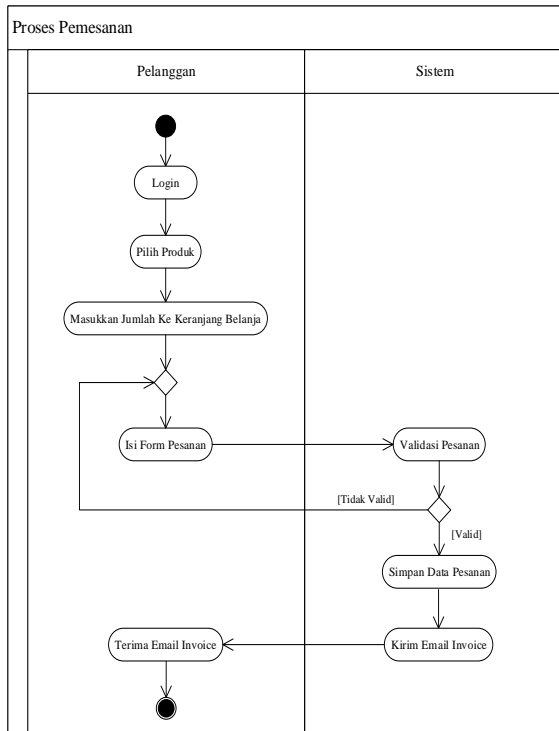 Proses Pemesanan
Pelanggan
Sistem
Login
Pilih Produk
Masukkan Jumlah Ke Keranjang Belanja
Isi Form Pesanan
Validasi Pesanan
[Tidak Valid]
[Valid]
Simpan Data Pesanan
Terima Email Invoice
Kirim Email Invoice